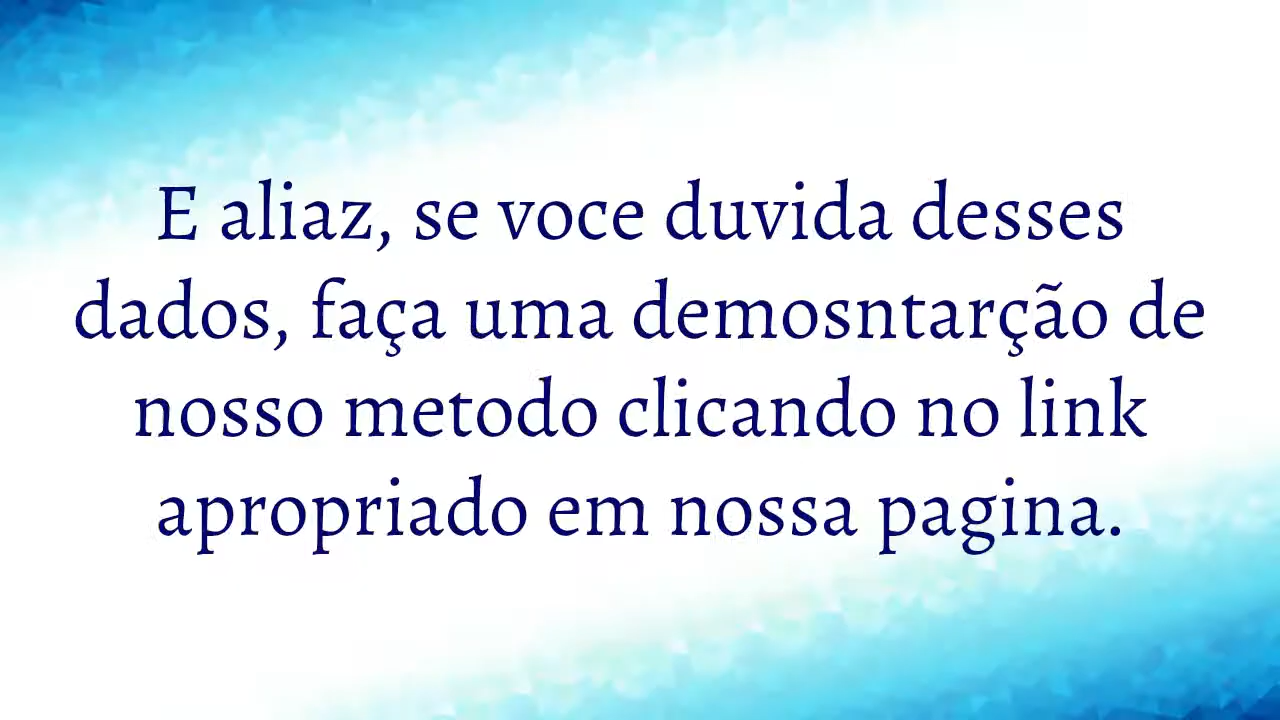 E aliaz, se voce duvida desses
dados, faça uma demosntarção de
nosso metodo clicando no link
apropriado em nossa pagina.